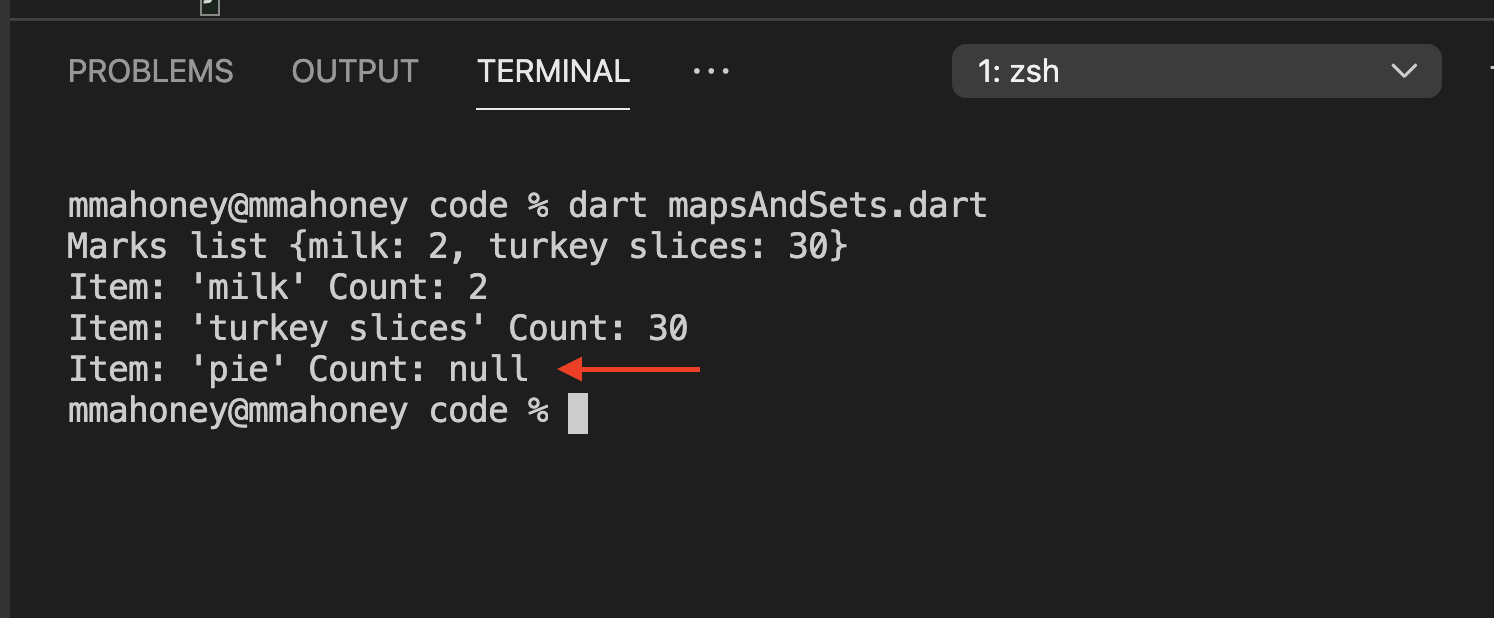 PROBLEMS OUTPUT TERMINAL ... 1: zsh
mmahoney@mmahoney code % dart mapsAndSets.dart
Marks list {milk: 2, turkey slices: 30}
Item: 'milk' Count: 2
Item: 'turkey slices' Count: 30
Item: 'pie' Count: null
mmahoney@mmahoney code %